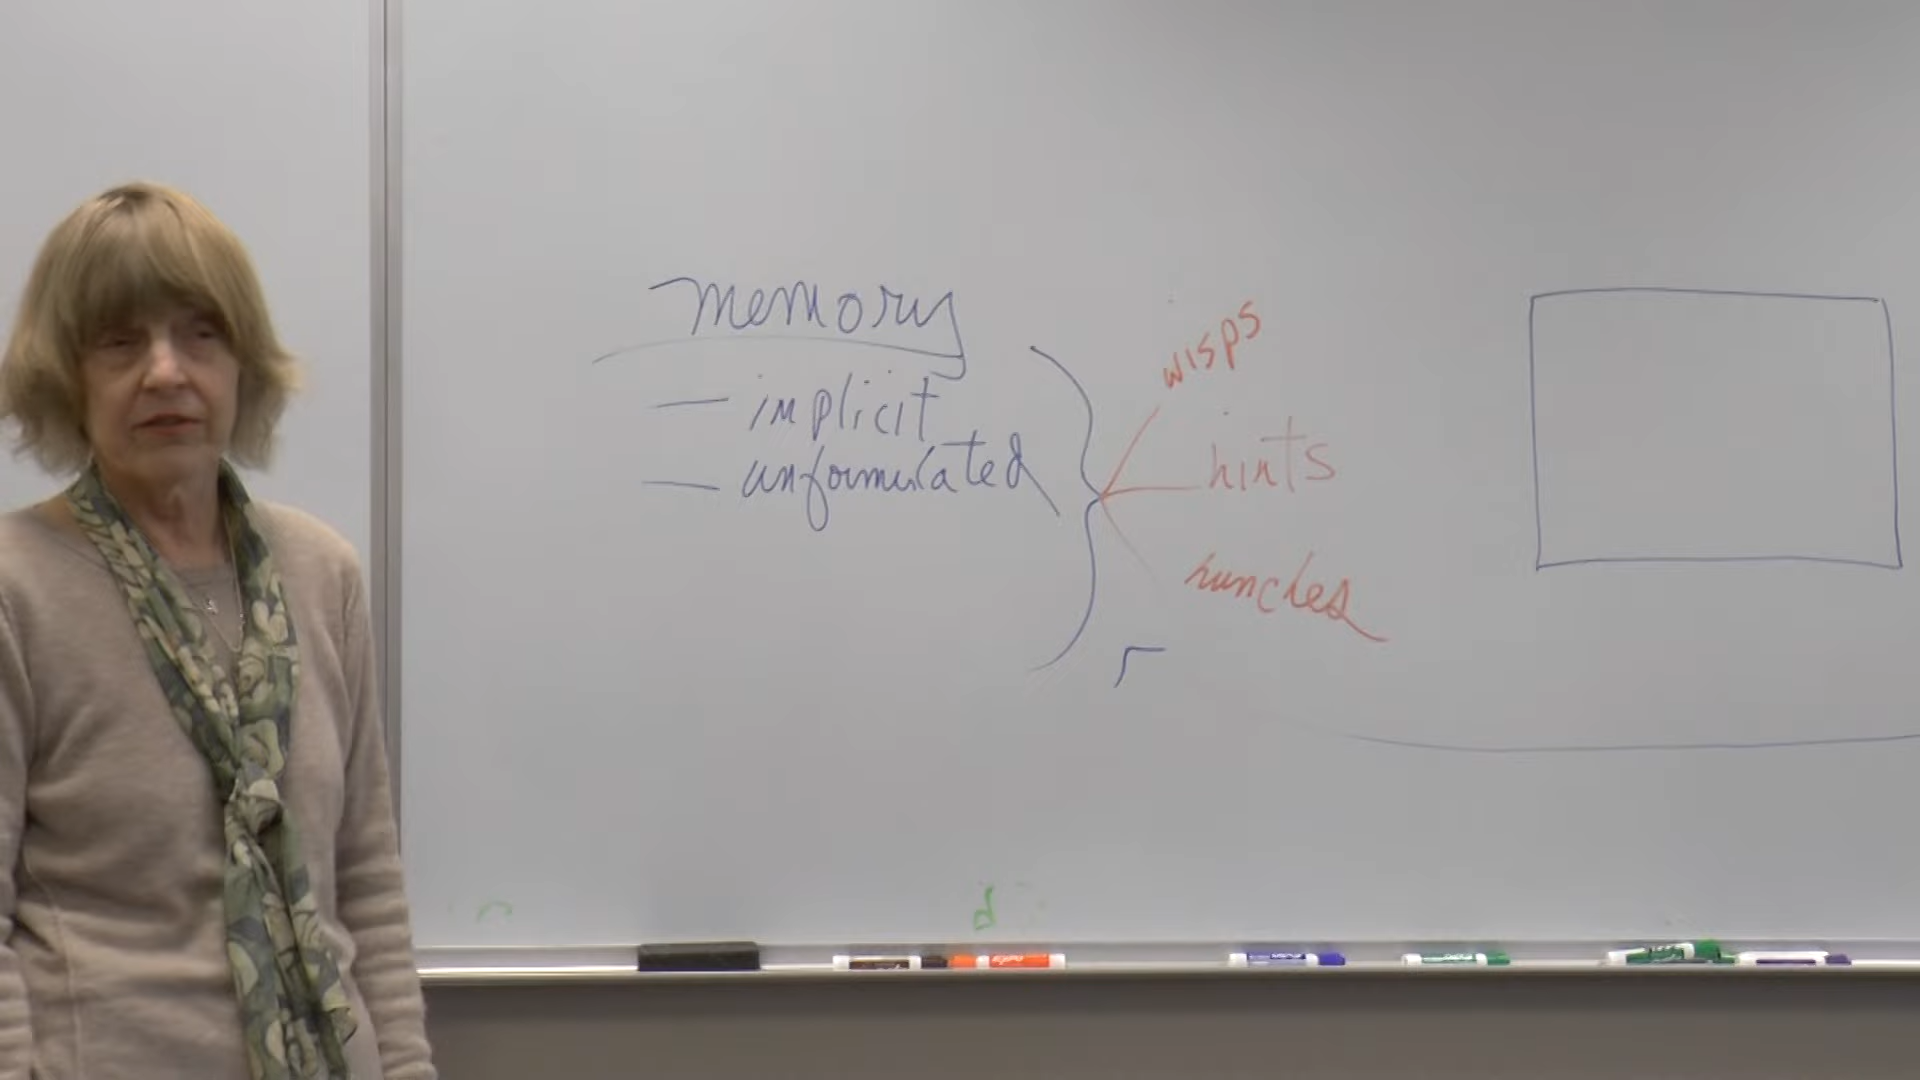 memory
— implicit
— unformulated
wisps
hints
hunches
d